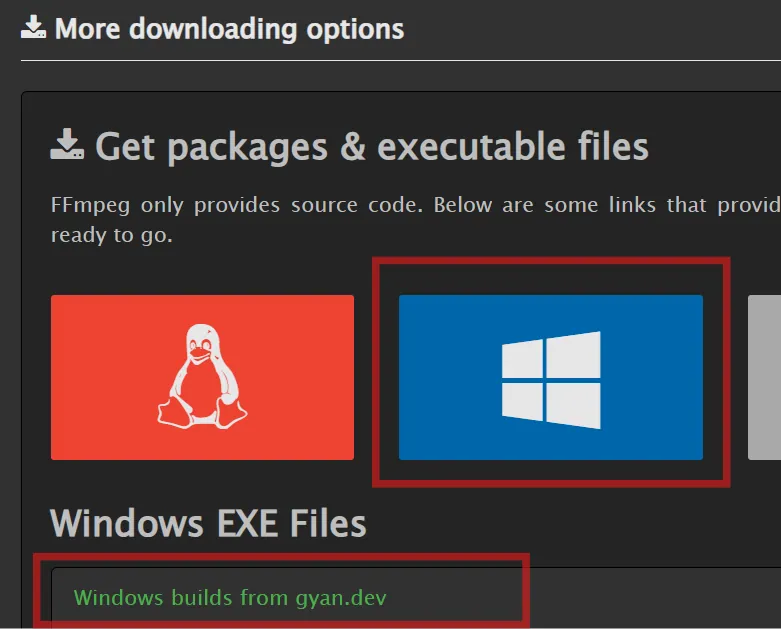 More downloading options
Get packages & executable files
FFmpeg only provides source code. Below are some links that provid
ready to go.
Windows EXE Files
Windows builds from gyan.dev